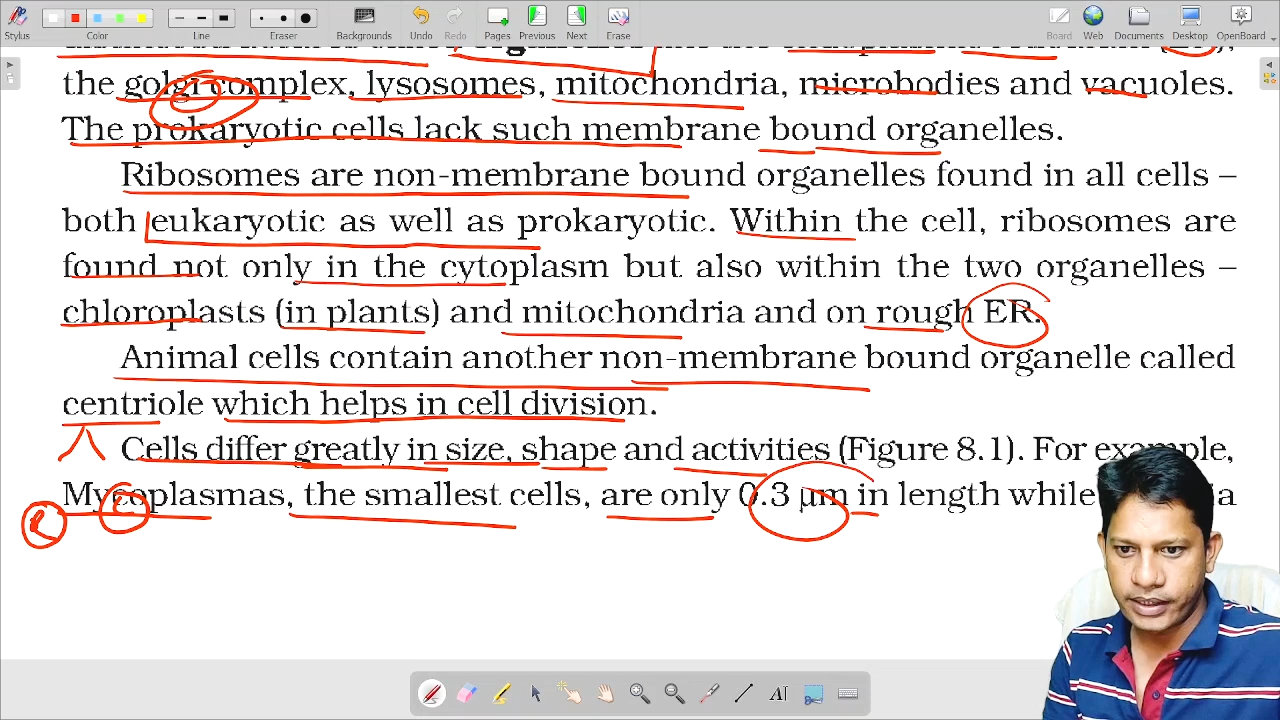 Stylus Color Line Eraser Backgrounds Undo Redo Pages Previous Next Erase Board Web Documents Desktop OpenBoard
the golgi complex, lysosomes, mitochondria, microbodies and vacuoles.
The prokaryotic cells lack such membrane bound organelles.
Ribosomes are non-membrane bound organelles found in all cells –
both eukaryotic as well as prokaryotic. Within the cell, ribosomes are
found not only in the cytoplasm but also within the two organelles –
chloroplasts (in plants) and mitochondria and on rough ER.
Animal cells contain another non-membrane bound organelle called
centriole which helps in cell division.
Cells differ greatly in size, shape and activities (Figure 8.1). For example,
Mycoplasmas, the smallest cells, are only 0.3 µm in length while